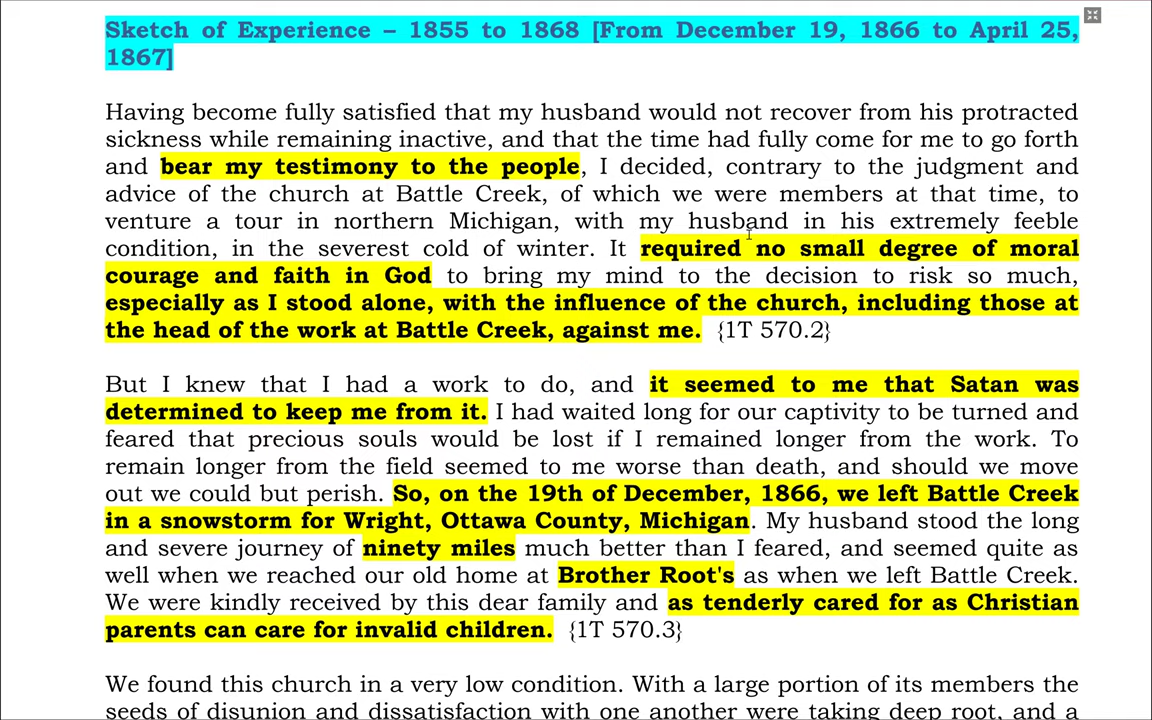 Sketch of Experience – 1855 to 1868 [From December 19, 1866 to April 25,
1867]
Having become fully satisfied that my husband would not recover from his protracted
sickness while remaining inactive, and that the time had fully come for me to go forth
and bear my testimony to the people, I decided, contrary to the judgment and
advice of the church at Battle Creek, of which we were members at that time, to
venture a tour in northern Michigan, with my husband in his extremely feeble
condition, in the severest cold of winter. It required no small degree of moral
courage and faith in God to bring my mind to the decision to risk so much,
especially as I stood alone, with the influence of the church, including those at
the head of the work at Battle Creek, against me. {1T 570.2}
But I knew that I had a work to do, and it seemed to me that Satan was
determined to keep me from it. I had waited long for our captivity to be turned and
feared that precious souls would be lost if I remained longer from the work. To
remain longer from the field seemed to me worse than death, and should we move
out we could but perish. So, on the 19th of December, 1866, we left Battle Creek
in a snowstorm for Wright, Ottawa County, Michigan. My husband stood the long
and severe journey of ninety miles much better than I feared, and seemed quite as
well when we reached our old home at Brother Root's as when we left Battle Creek.
We were kindly received by this dear family and as tenderly cared for as Christian
parents can care for invalid children. {1T 570.3}
We found this church in a very low condition. With a large portion of its members the
seeds of disunion and dissatisfaction with one another were taking deep root, and a